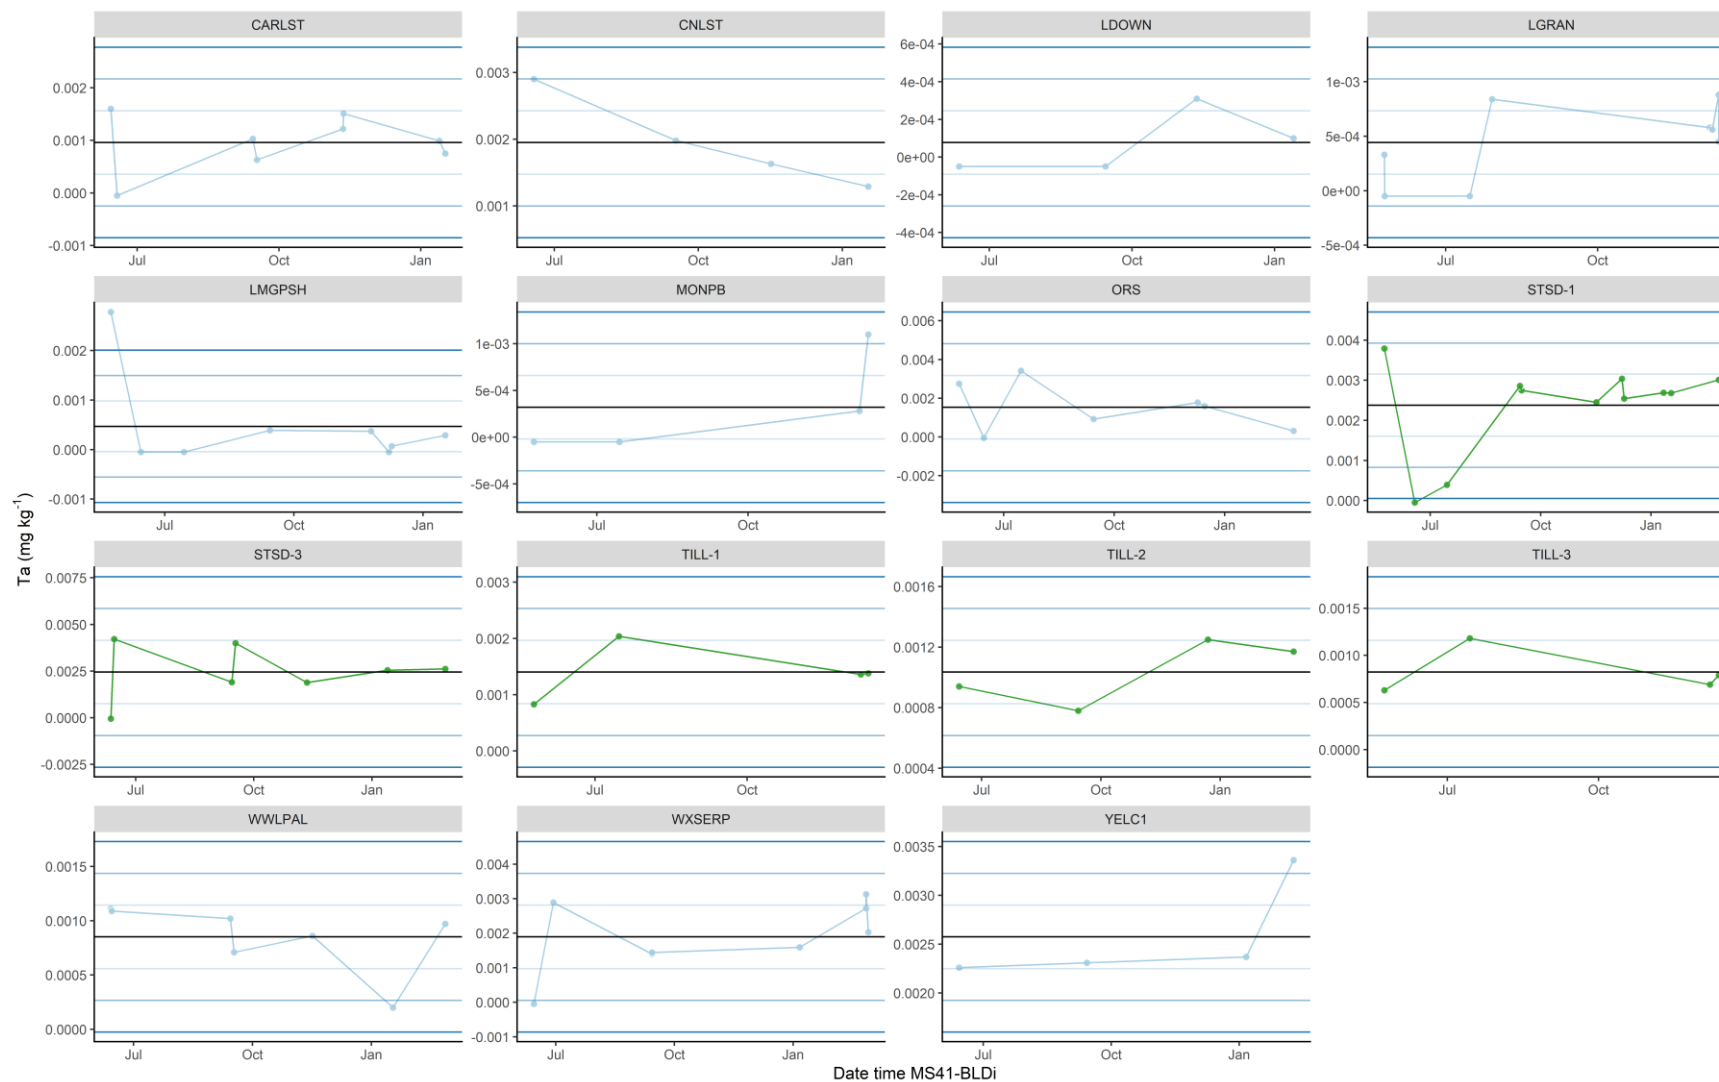 CARLST CNLST LDOWN LGRAN
0.002 0.001 0.000 -0.001
0.003 0.002 0.001
6e-04 4e-04 2e-04 0e+00 -2e-04 -4e-04
1e-03 5e-04 0e+00 -5e-04
Jul Oct Jan Jul Oct Jan Jul Oct Jan Jul Oct
LMGPSH MONPB ORS STSD-1
0.002 0.001 0.000 -0.001
1e-03 5e-04 0e+00 -5e-04
0.006 0.004 0.002 0.000 -0.002
0.004 0.003 0.002 0.001 0.000
Jul Oct Jan Jul Oct Jul Oct Jan Jul Oct Jan
Ta (mg kg⁻¹)
STSD-3 TILL-1 TILL-2 TILL-3
0.0075 0.0050 0.0025 0.0000 -0.0025
0.003 0.002 0.001 0.000
0.0016 0.0012 0.0008 0.0004
0.0015 0.0010 0.0005 0.0000
Jul Oct Jan Jul Oct Jul Oct Jan Jul Oct
WWLPAL WXSERP YELC1
0.0015 0.0010 0.0005 0.0000
0.004 0.003 0.002 0.001 0.000 -0.001
0.0035 0.0030 0.0025 0.0020
Jul Oct Jan Jul Oct Jan Jul Oct Jan
Date time MS41-BLDi